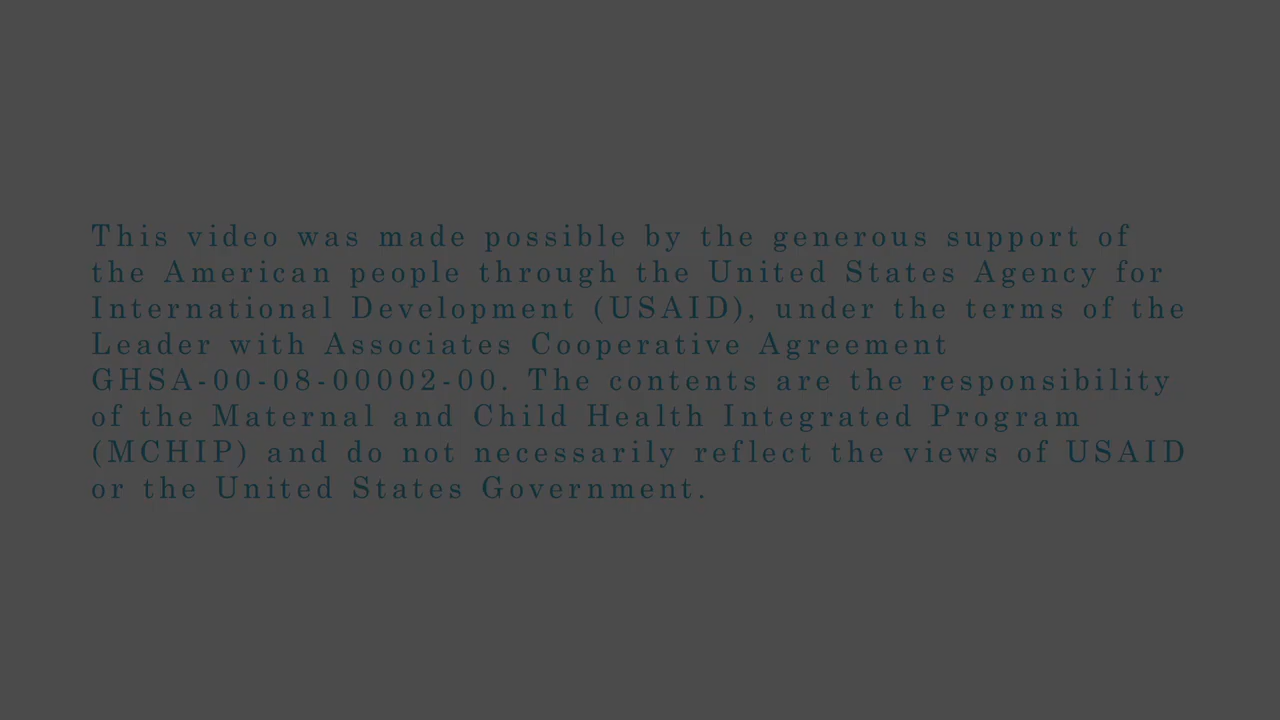 This video was made possible by the generous support of
the American people through the United States Agency for
International Development (USAID), under the terms of the
Leader with Associates Cooperative Agreement
GHSA-00-08-00002-00. The contents are the responsibility
of the Maternal and Child Health Integrated Program
(MCHIP) and do not necessarily reflect the views of USAID
or the United States Government.